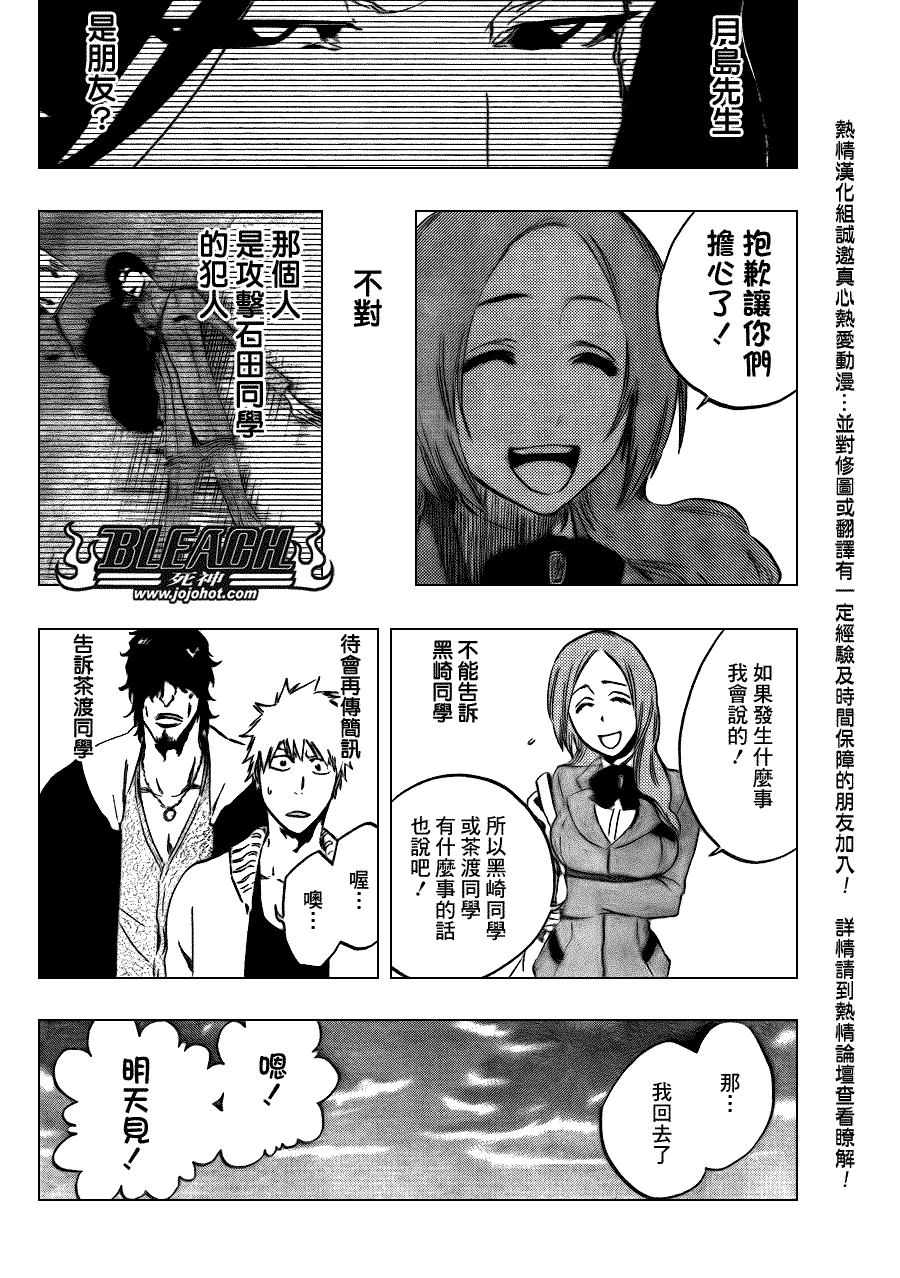 月島先生
是朋友？
抱歉讓你們
擔心了！
不對
那個人
是攻擊石田同學
的犯人
BLEACH
死神
www.jojohot.com
如果發生什麼事
我會說的！
不能告訴
黑崎同學
所以黑崎同學
或茶渡同學
有什麼事的話
也說吧！
待會再傳簡訊
告訴茶渡同學
喔…
噢…
那…
我回去了
嗯！
明天見！
熱情漢化組誠邀真心熱愛動漫…並對修圖或翻譯有一定經驗及時間保障的朋友加入！ 詳情請到熱情論壇查看瞭解！